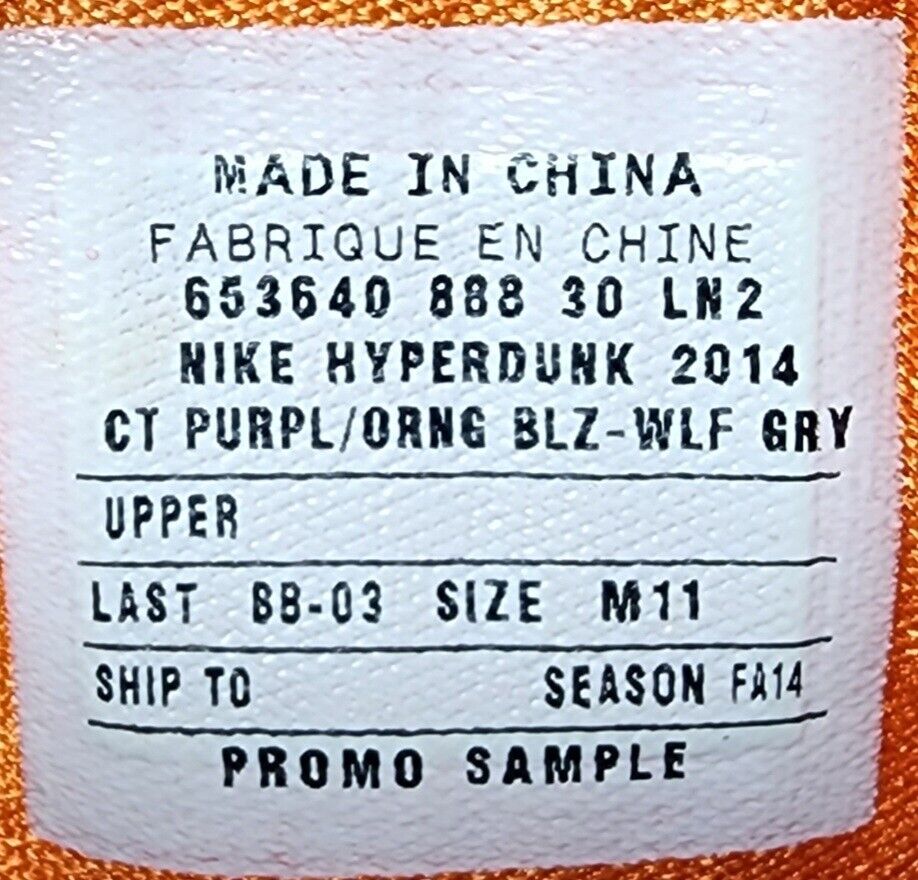 MADE IN CHINA
FABRIQUE EN CHINE
653640 888 30 LN2
NIKE HYPERDUNK 2014
CT PURPL/ORNG BLZ-WLF GRY
UPPER
LAST BB-03 SIZE M11
SHIP TO SEASON FA14
PROMO SAMPLE